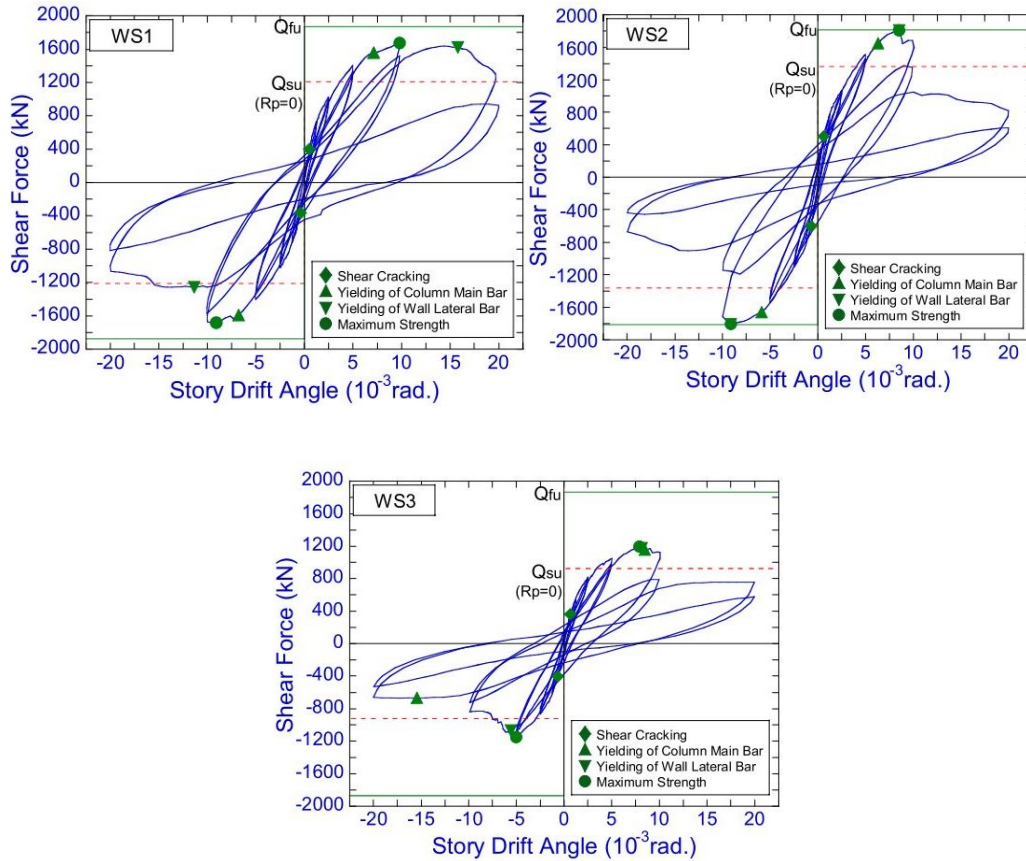 WS1
Qfu
Qsu
(Rp=0)
2000
1600
1200
800
400
0
-400
-800
-1200
-1600
-2000
Shear Force (kN)
Shear Cracking
Yielding of Column Main Bar
Yielding of Wall Lateral Bar
Maximum Strength
-20 -15 -10 -5 0 5 10 15 20
Story Drift Angle (10⁻³rad.)
WS2
Qfu
Qsu
(Rp=0)
2000
1600
1200
800
400
0
-400
-800
-1200
-1600
-2000
Shear Force (kN)
Shear Cracking
Yielding of Column Main Bar
Yielding of Wall Lateral Bar
Maximum Strength
-20 -15 -10 -5 0 5 10 15 20
Story Drift Angle (10⁻³rad.)
WS3
Qfu
Qsu
(Rp=0)
2000
1600
1200
800
400
0
-400
-800
-1200
-1600
-2000
Shear Force (kN)
Shear Cracking
Yielding of Column Main Bar
Yielding of Wall Lateral Bar
Maximum Strength
-20 -15 -10 -5 0 5 10 15 20
Story Drift Angle (10⁻³rad.)